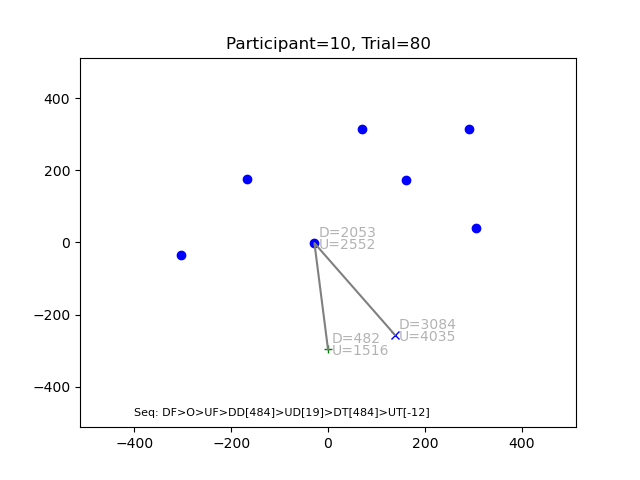 Participant=10, Trial=80
400
200
0
−200
−400
D=2053
U=2552
D=3084
U=4035
D=482
U=1516
Seq: DF>O>UF>DD[484]>UD[19]>DT[484]>UT[-12]
−400 −200 0 200 400